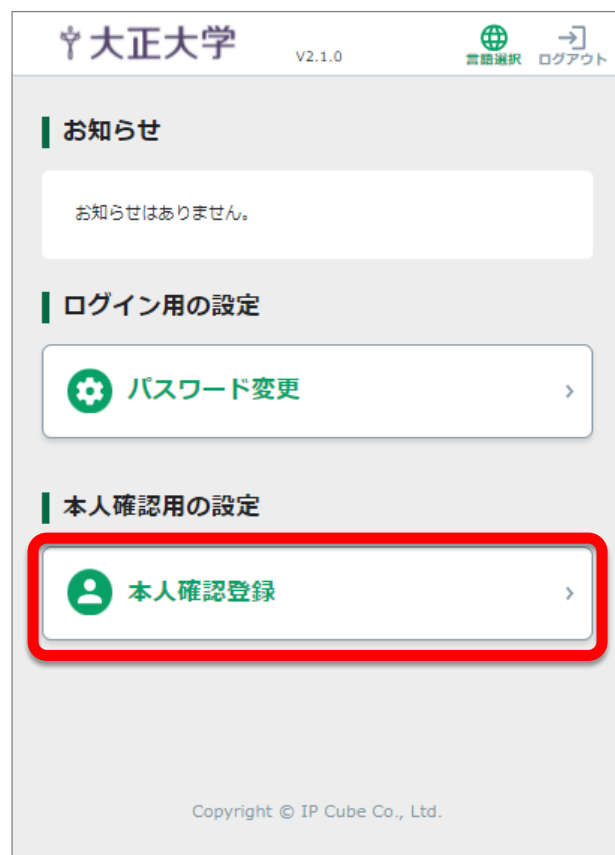 大正大学
V2.1.0
言語選択
ログアウト
お知らせ
お知らせはありません。
ログイン用の設定
パスワード変更
本人確認用の設定
本人確認登録
Copyright © IP Cube Co., Ltd.